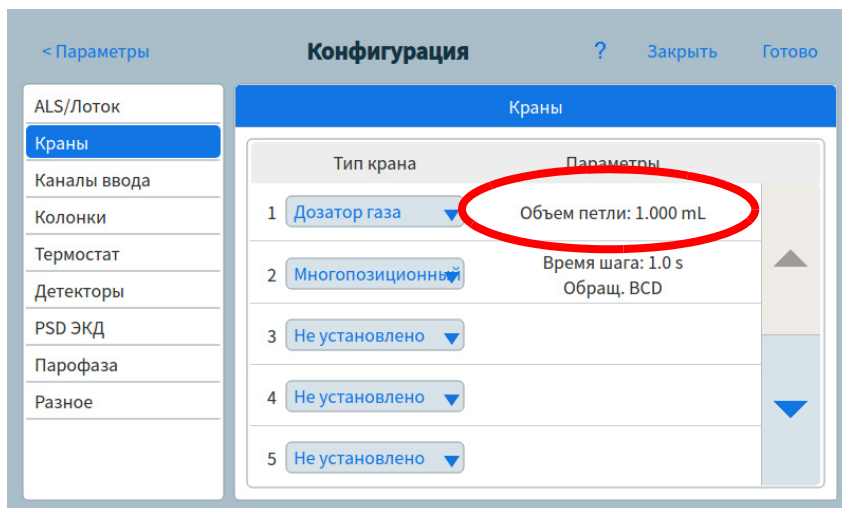 < Параметры Конфигурация ? Закрыть Готово
ALS/Лоток
Краны
Каналы ввода
Колонки
Термостат
Детекторы
PSD ЭКД
Парофаза
Разное
Краны
Тип крана Параметры
1 Дозатор газа Объем петли: 1.000 mL
2 Многопозиционный Время шага: 1.0 s
Обращ. BCD
3 Не установлено
4 Не установлено
5 Не установлено